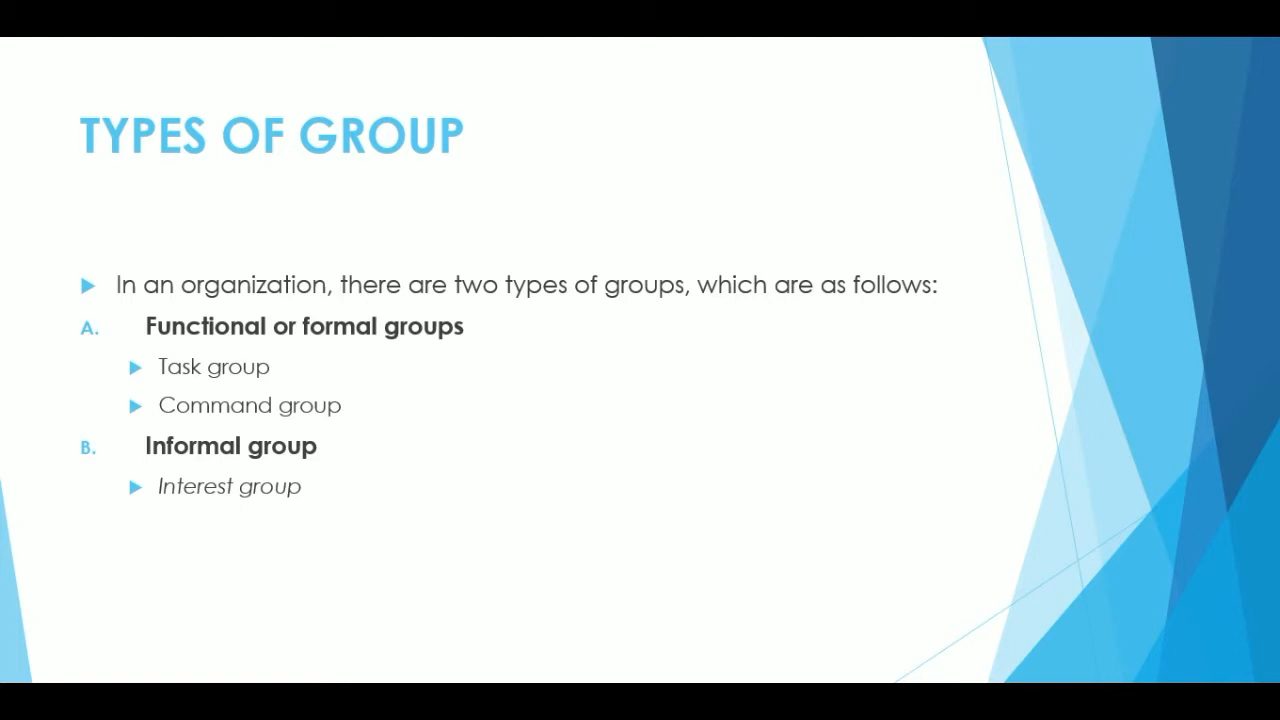 TYPES OF GROUP
In an organization, there are two types of groups, which are as follows:
A. Functional or formal groups
Task group
Command group
B. Informal group
Interest group